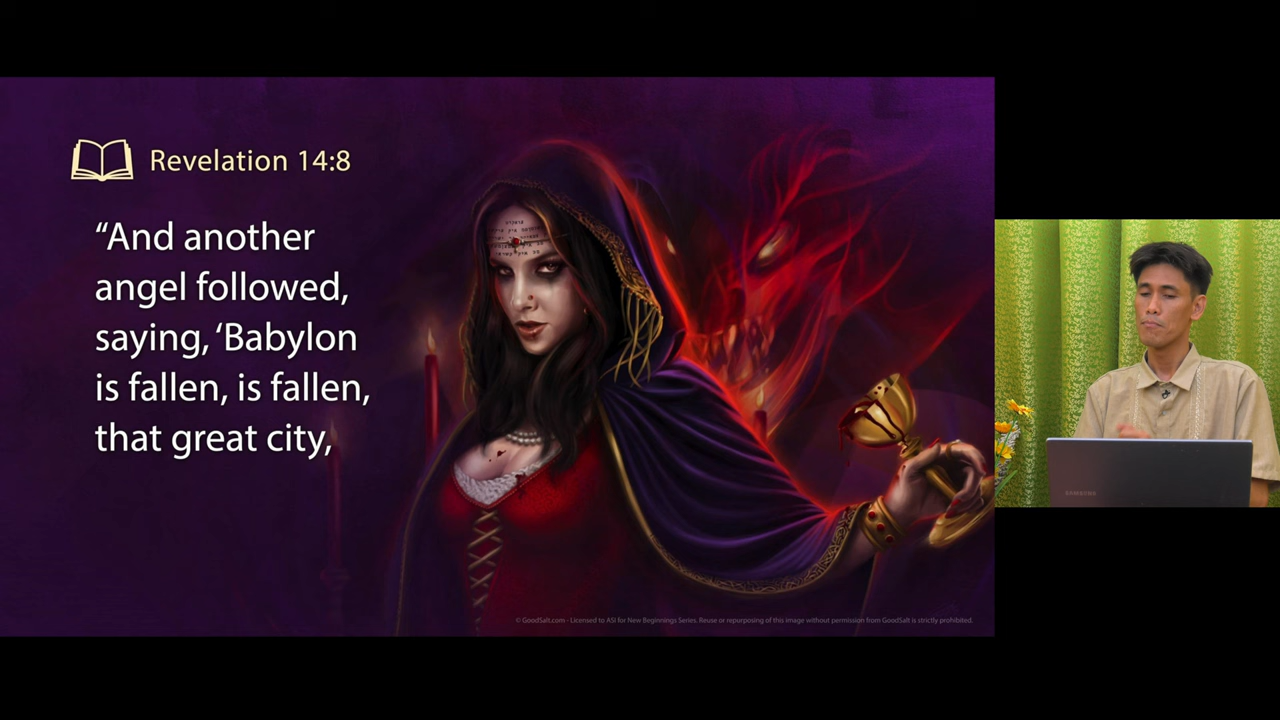 Revelation 14:8
“And another
angel followed,
saying, ‘Babylon
is fallen, is fallen,
that great city,
© GoodSalt.com - Licensed to ASI for New Beginnings Series. Reuse or repurposing of this image without permission from GoodSalt is strictly prohibited.
SAMSUNG